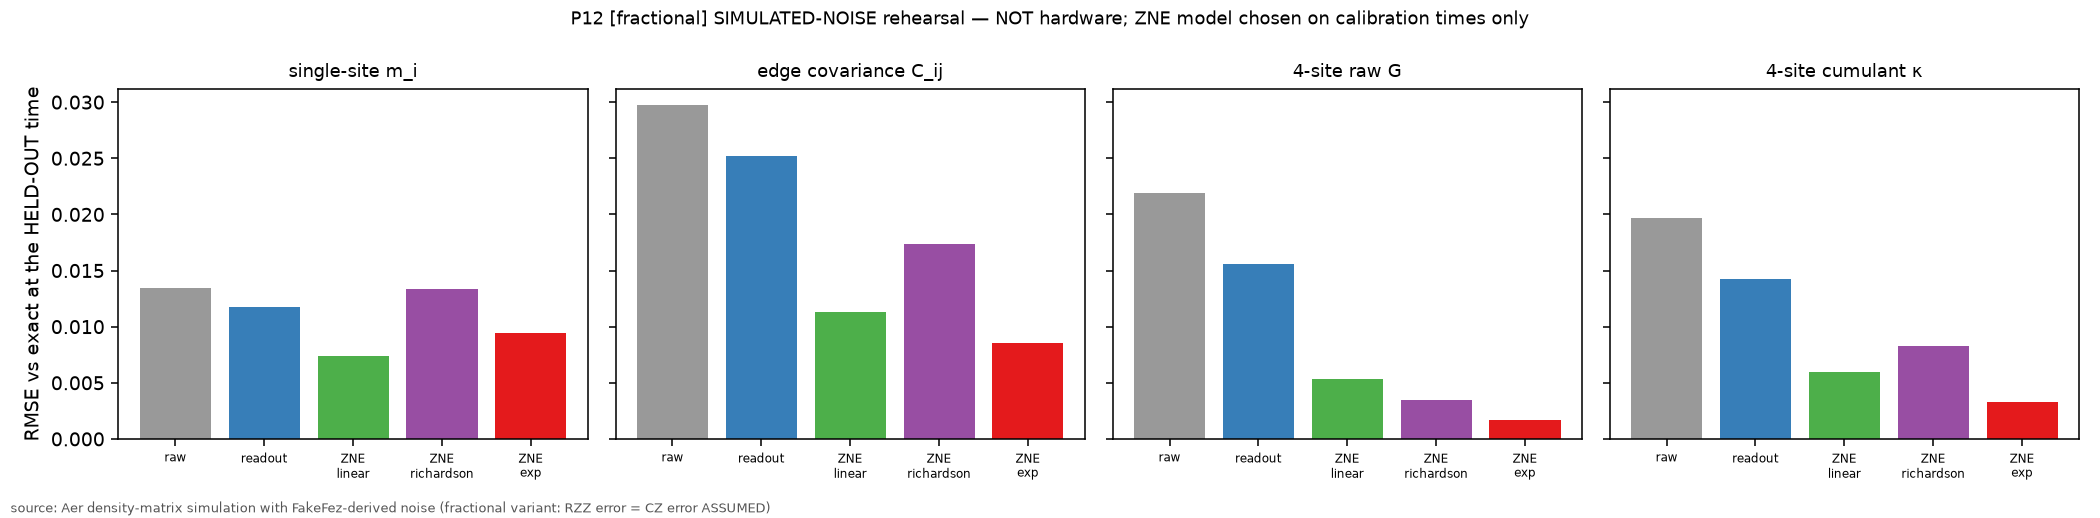 P12 [fractional] SIMULATED-NOISE rehearsal — NOT hardware; ZNE model chosen on calibration times only
single-site m_i
edge covariance C_ij
4-site raw G
4-site cumulant κ
RMSE vs exact at the HELD-OUT time
0.030
0.025
0.020
0.015
0.010
0.005
0.000
raw
readout
ZNE
linear
ZNE
richardson
ZNE
exp
raw
readout
ZNE
linear
ZNE
richardson
ZNE
exp
raw
readout
ZNE
linear
ZNE
richardson
ZNE
exp
raw
readout
ZNE
linear
ZNE
richardson
ZNE
exp
source: Aer density-matrix simulation with FakeFez-derived noise (fractional variant: RZZ error = CZ error ASSUMED)